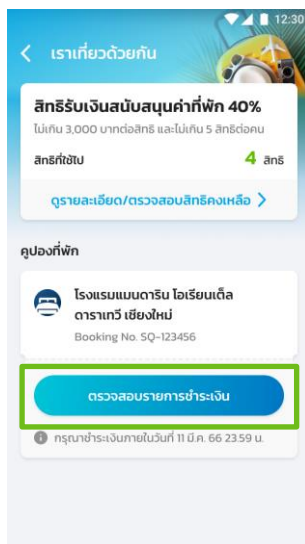 12:30
เราเที่ยวด้วยกัน
สิทธิรับเงินสนับสนุนค่าที่พัก 40%
ไม่เกิน 3,000 บาทต่อสิทธิ และไม่เกิน 5 สิทธิต่อคน
สิทธิที่ใช้ไป 4 สิทธิ
ดูรายละเอียด/ตรวจสอบสิทธิคงเหลือ
คูปองที่พัก
โรงแรมแมนดาริน โอเรียนเต็ล
ดาราเทวี เชียงใหม่
Booking No. SQ-123456
ตรวจสอบรายการชำระเงิน
กรุณาชำระเงินภายในวันที่ 11 มี.ค. 66 23.59 น.